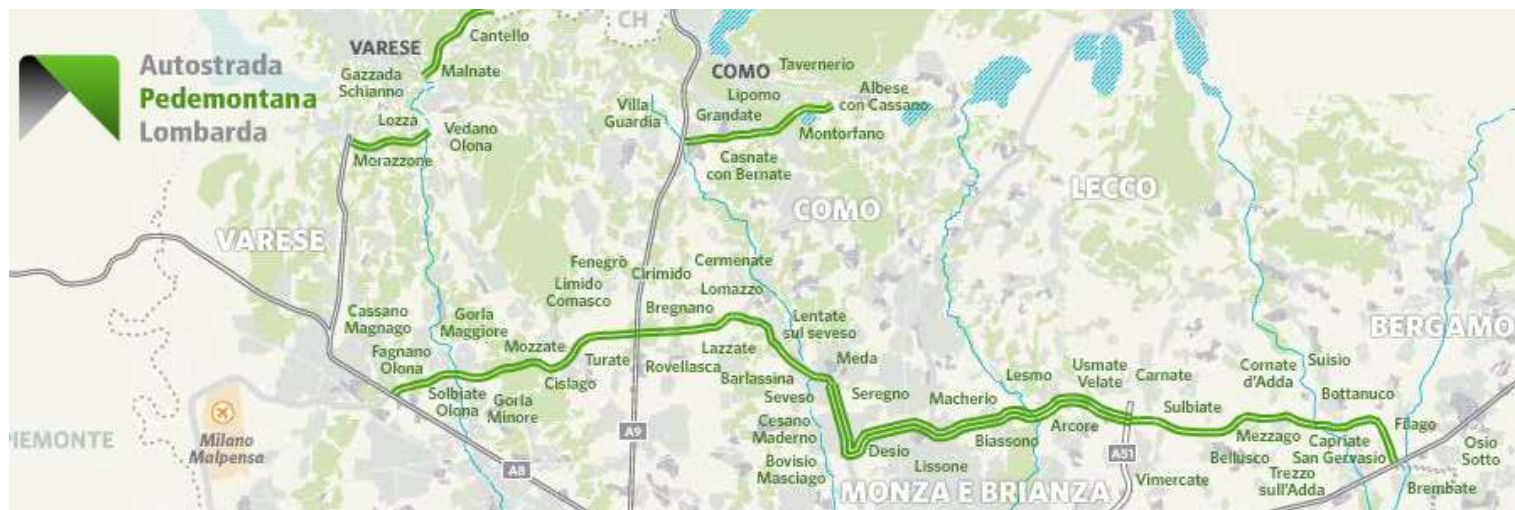 Autostrada
Pedemontana
Lombarda
VARESE
Cantello
Malnate
Gazzada
Schianno
Lozza
Vedano
Olona
Morazzone
CH
COMO
Tavernerio
Lipomo
Albese
con Cassano
Villa
Guardia
Grandate
Montorfano
Casnate
con Bernate
VARESE
COMO
LECCO
BERGAMO
Fenegrò
Cirimido
Cermenate
Limido
Comasco
Lomazzo
Bregnano
Cassano
Magnago
Gorla
Maggiore
Mozzate
Lentate
sul seveso
Fagnano
Olona
Turate
Rovellasca
Lazzate
Meda
Cislago
Barlassina
Seveso
Seregno
Solbiate
Olona
Gorla
Minore
Macherio
Lesmo
Usmate
Velate
Carnate
Cornate
d'Adda
Suisio
Bottanuco
Sulbiate
Cesano
Maderno
Desio
Biassono
Arcore
Mezzago
Capriate
San Gervasio
Filago
Osio
Sotto
Bovisio
Masciago
Lissone
Bellusco
Trezzo
sull'Adda
Vimercate
Brembate
MONZA E BRIANZA
PIEMONTE
Milano
Malpensa
A8
A9
A51